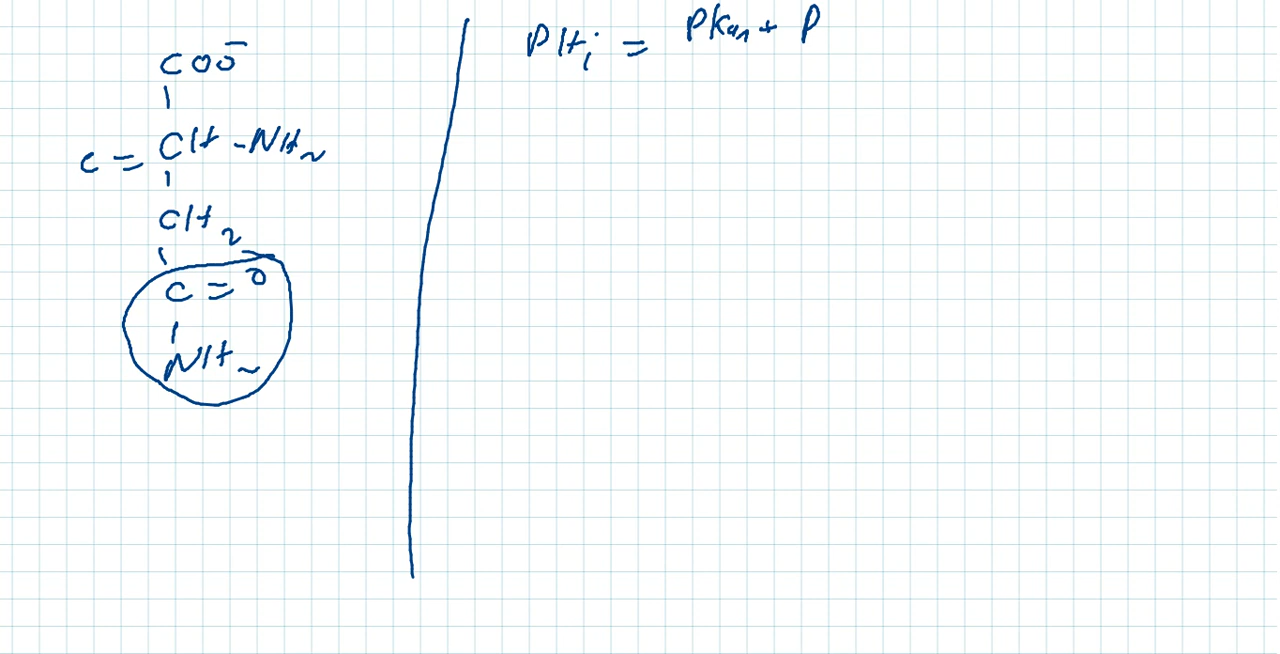 COO⁻
|
C = CH - NH₂
|
CH₂
|
C = O
|
NH₂
pHi = pKa₁ + p